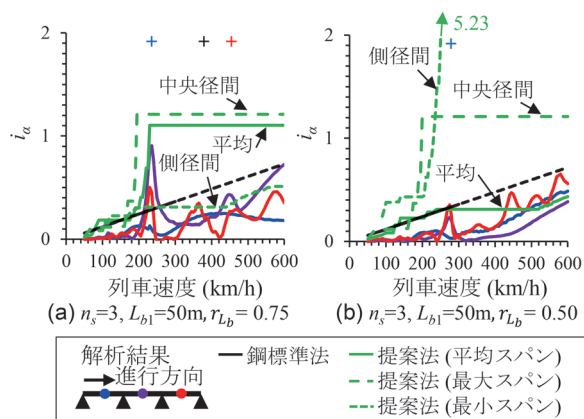 5.23
側径間
中央径間
中央径間
平均
側径間
平均
iα
iα
2
1
0
2
1
0
0 100 200 300 400 500 600
0 100 200 300 400 500 600
列車速度 (km/h)
列車速度 (km/h)
(a) ns=3, Lb1=50m, rLb = 0.75
(b) ns=3, Lb1=50m, rLb = 0.50
解析結果
進行方向
鋼標準法
提案法 (平均スパン)
提案法 (最大スパン)
提案法 (最小スパン)